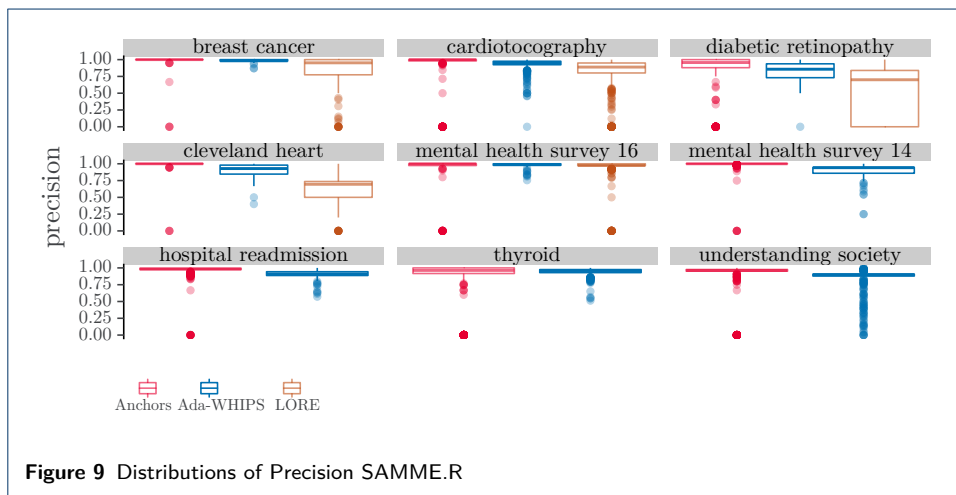 breast cancer cardiotocography diabetic retinopathy
1.00
0.75
0.50
0.25
0.00
cleveland heart mental health survey 16 mental health survey 14
1.00
0.75
0.50
0.25
0.00
precision
hospital readmission thyroid understanding society
1.00
0.75
0.50
0.25
0.00
Anchors Ada-WHIPS LORE
Figure 9 Distributions of Precision SAMME.R